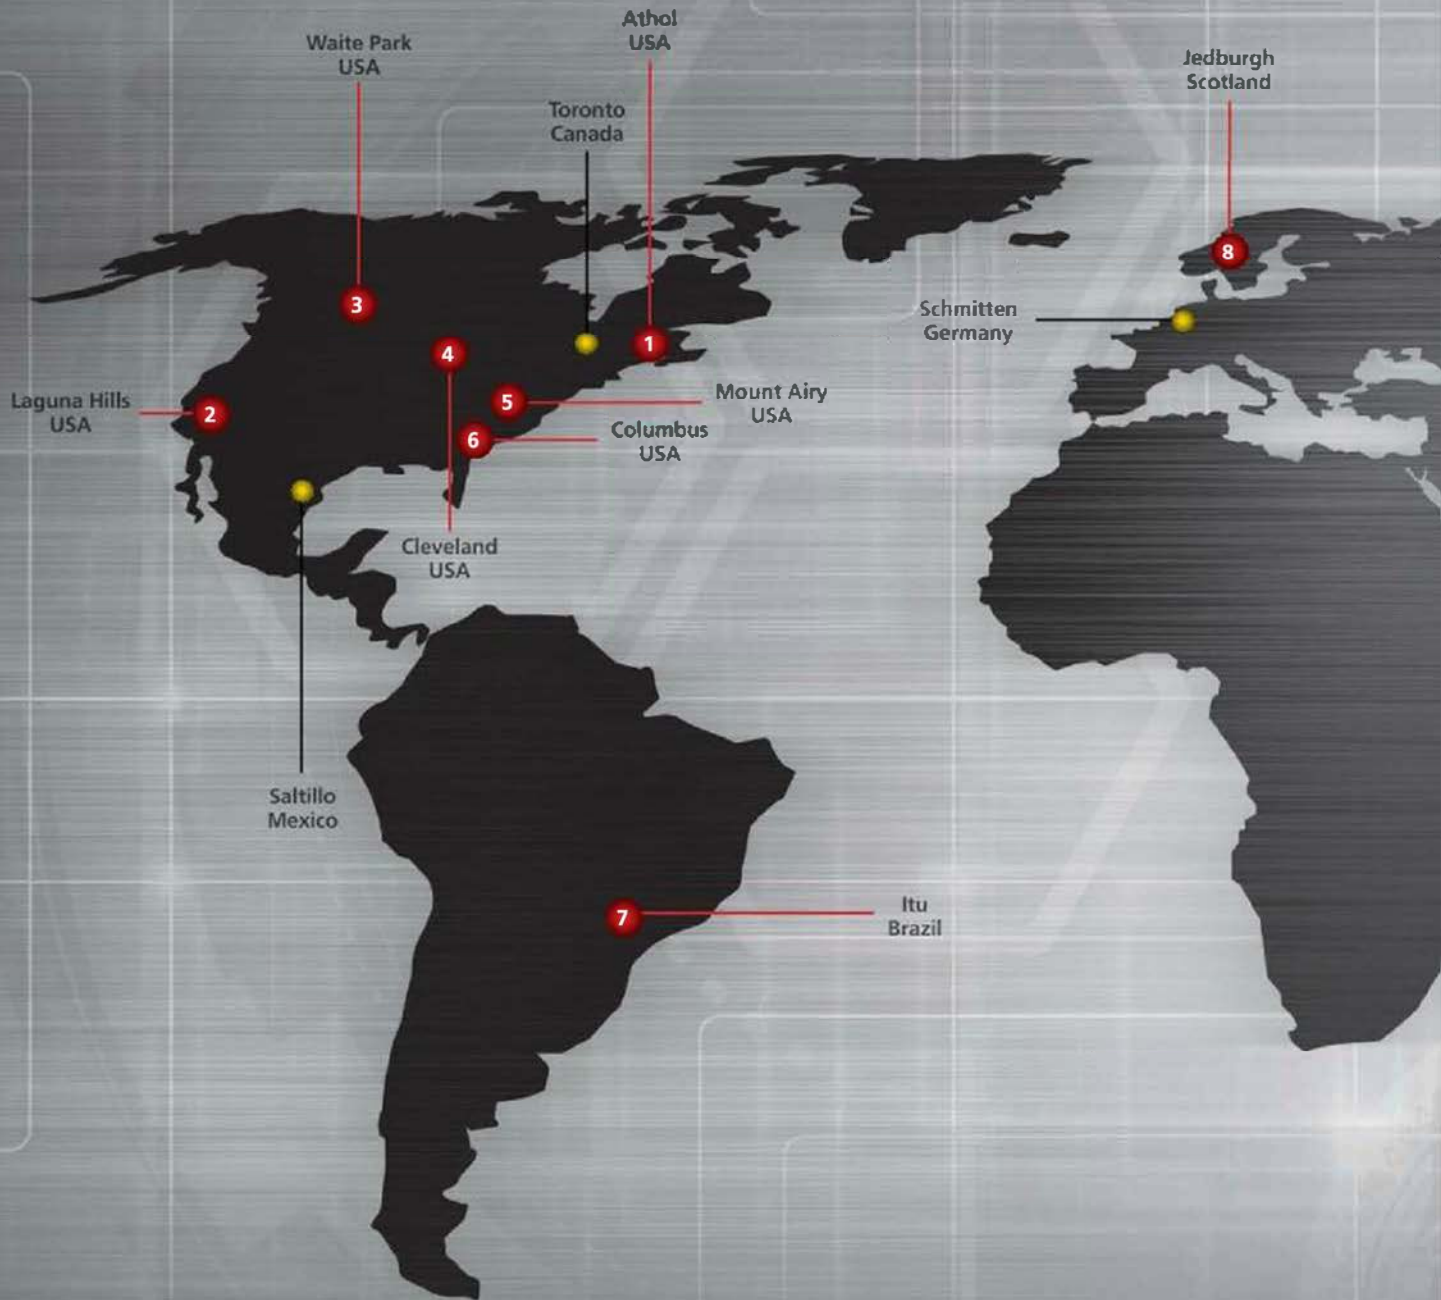 Athol
USA
Waite Park
USA
Jedburgh
Scotland
Toronto
Canada
8
3
Schmitten
Germany
1
4
Mount Airy
USA
5
Laguna Hills
USA
2
Columbus
USA
6
Cleveland
USA
Saltillo
Mexico
7
Itu
Brazil